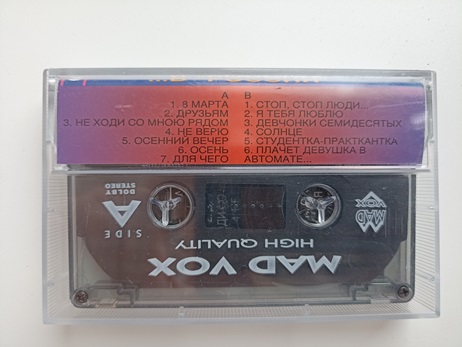 А
1. 8 МАРТА
2. ДРУЗЬЯМ
3. НЕ ХОДИ СО МНОЮ РЯДОМ
4. НЕ ВЕРЮ
5. ОСЕННИЙ ВЕЧЕР
6. ОСЕНЬ
7. ДЛЯ ЧЕГО
В
1. СТОП, СТОП ЛЮДИ...
2. Я ТЕБЯ ЛЮБЛЮ
3. ДЕВЧОНКИ СЕМИДЕСЯТЫХ
4. СОЛНЦЕ
5. СТУДЕНТКА-ПРАКТКАНТКА
6. ПЛАЧЕТ ДЕВУШКА В
АВТОМАТЕ...
DOLBY
STEREO
SIDE
A
MAD
VOX
HIGH QUALITY
MAD VOX